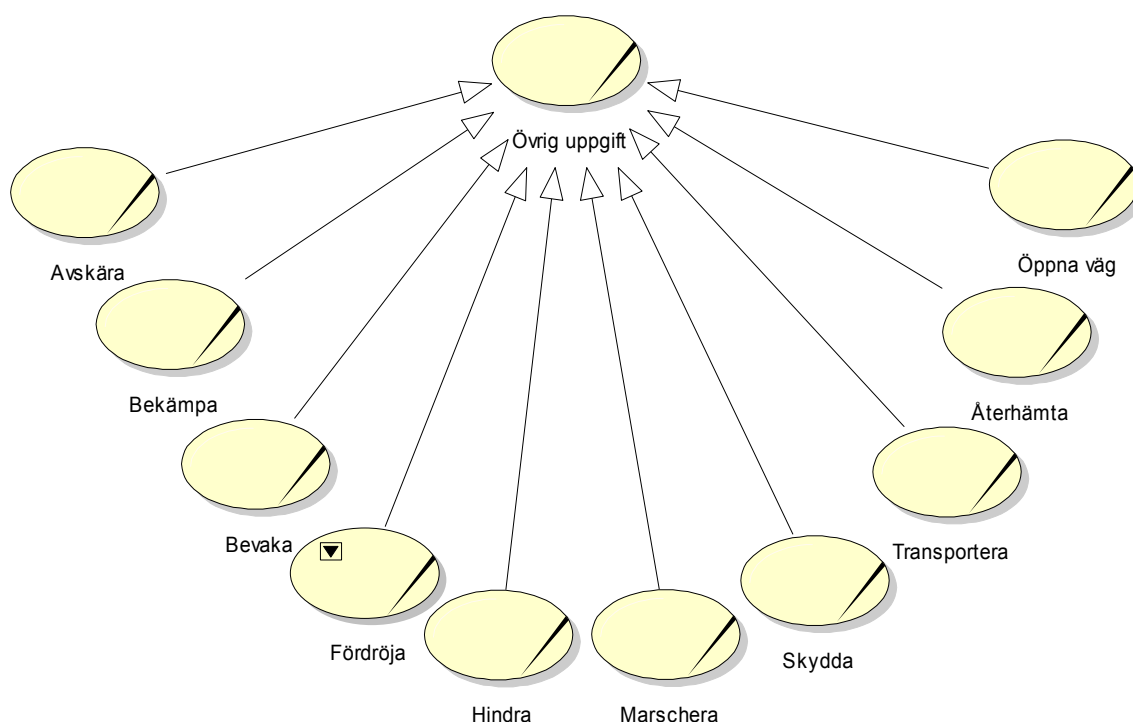 Övrig uppgift
Avskära
Öppna väg
Bekämpa
Återhämta
Bevaka
Transportera
Fördröja
Skydda
Hindra
Marschera